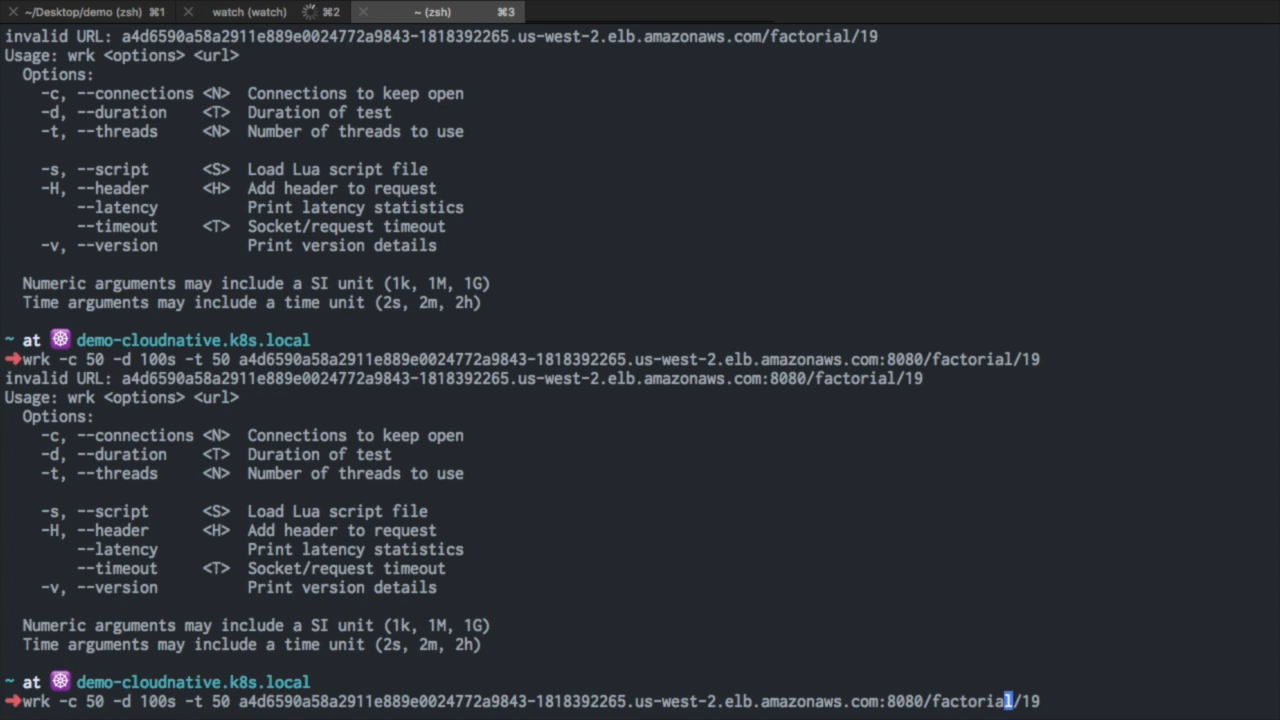 ~/Desktop/demo (zsh) ⌘1 watch (watch) ⌘2 ~ (zsh) ⌘3
invalid URL: a4d6590a58a2911e889e0024772a9843-1818392265.us-west-2.elb.amazonaws.com/factorial/19
Usage: wrk <options> <url>
  Options:
    -c, --connections <N>  Connections to keep open
    -d, --duration    <T>  Duration of test
    -t, --threads     <N>  Number of threads to use
    -s, --script      <S>  Load Lua script file
    -H, --header      <H>  Add header to request
        --latency          Print latency statistics
        --timeout     <T>  Socket/request timeout
    -v, --version          Print version details
  Numeric arguments may include a SI unit (1k, 1M, 1G)
  Time arguments may include a time unit (2s, 2m, 2h)
~ at demo-cloudnative.k8s.local
➜wrk -c 50 -d 100s -t 50 a4d6590a58a2911e889e0024772a9843-1818392265.us-west-2.elb.amazonaws.com:8080/factorial/19
invalid URL: a4d6590a58a2911e889e0024772a9843-1818392265.us-west-2.elb.amazonaws.com:8080/factorial/19
Usage: wrk <options> <url>
  Options:
    -c, --connections <N>  Connections to keep open
    -d, --duration    <T>  Duration of test
    -t, --threads     <N>  Number of threads to use
    -s, --script      <S>  Load Lua script file
    -H, --header      <H>  Add header to request
        --latency          Print latency statistics
        --timeout     <T>  Socket/request timeout
    -v, --version          Print version details
  Numeric arguments may include a SI unit (1k, 1M, 1G)
  Time arguments may include a time unit (2s, 2m, 2h)
~ at demo-cloudnative.k8s.local
➜wrk -c 50 -d 100s -t 50 a4d6590a58a2911e889e0024772a9843-1818392265.us-west-2.elb.amazonaws.com:8080/factorial/19